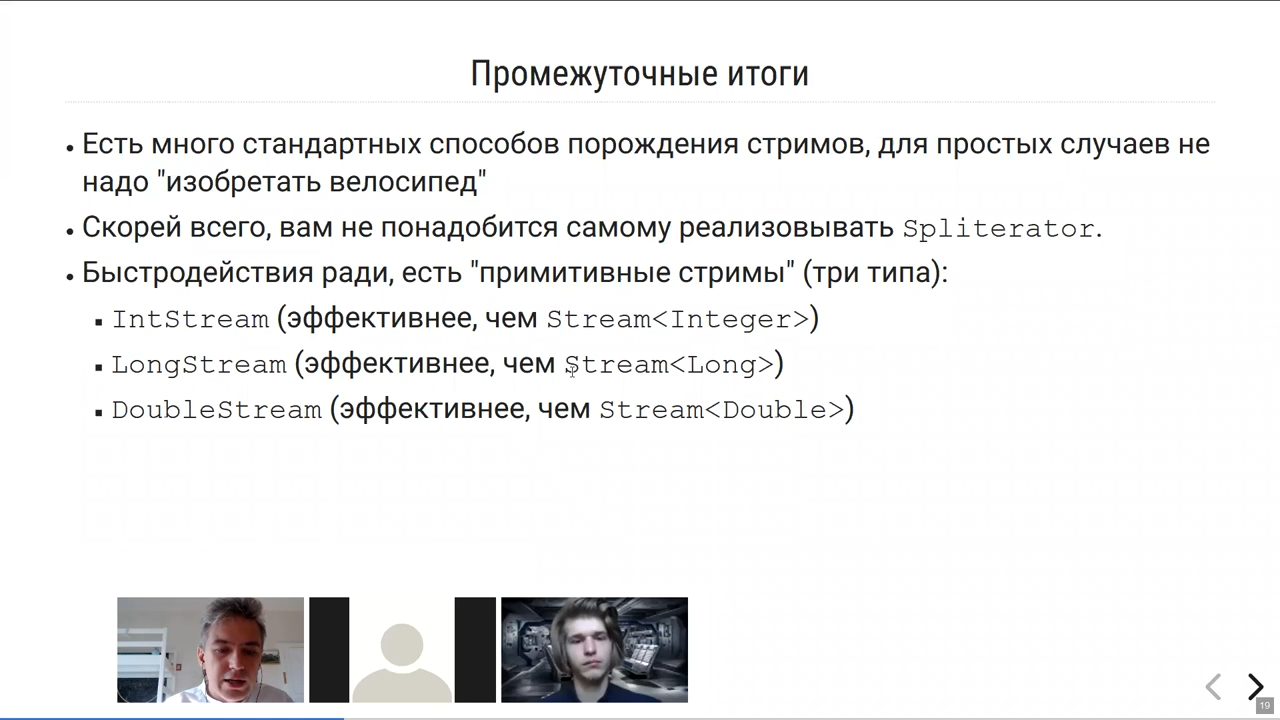 Промежуточные итоги
• Есть много стандартных способов порождения стримов, для простых случаев не
надо "изобретать велосипед"
• Скорей всего, вам не понадобится самому реализовывать Spliterator.
• Быстродействия ради, есть "примитивные стримы" (три типа):
▪ IntStream (эффективнее, чем Stream<Integer>)
▪ LongStream (эффективнее, чем Stream<Long>)
▪ DoubleStream (эффективнее, чем Stream<Double>)
19